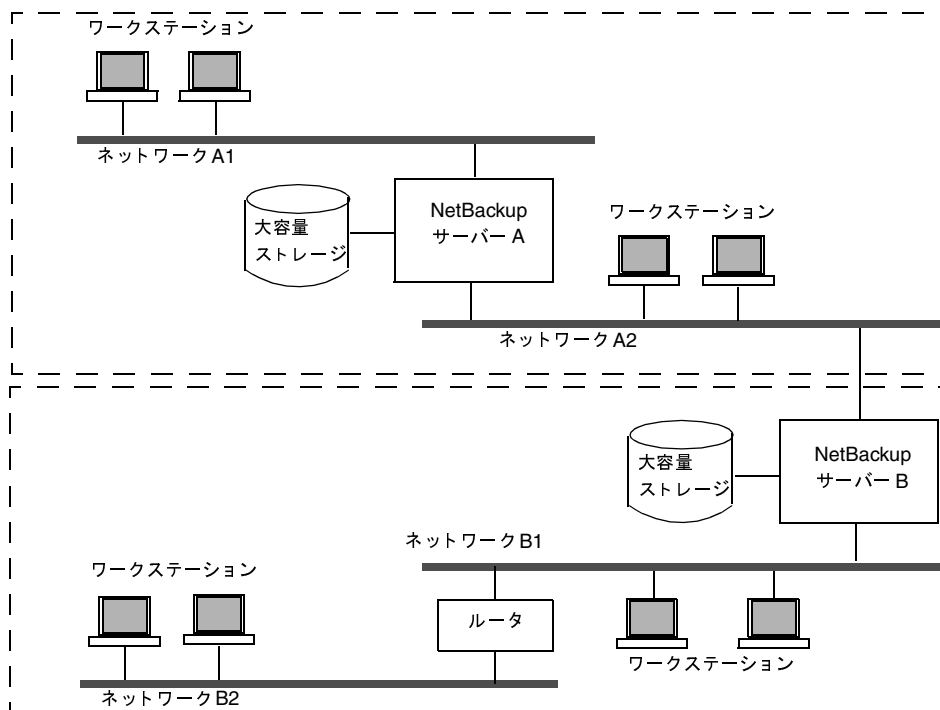 ワークステーション
ネットワークA1
NetBackup
サーバー A
大容量
ストレージ
ワークステーション
ネットワークA2
NetBackup
サーバー B
大容量
ストレージ
ネットワークB1
ワークステーション
ルータ
ワークステーション
ネットワークB2